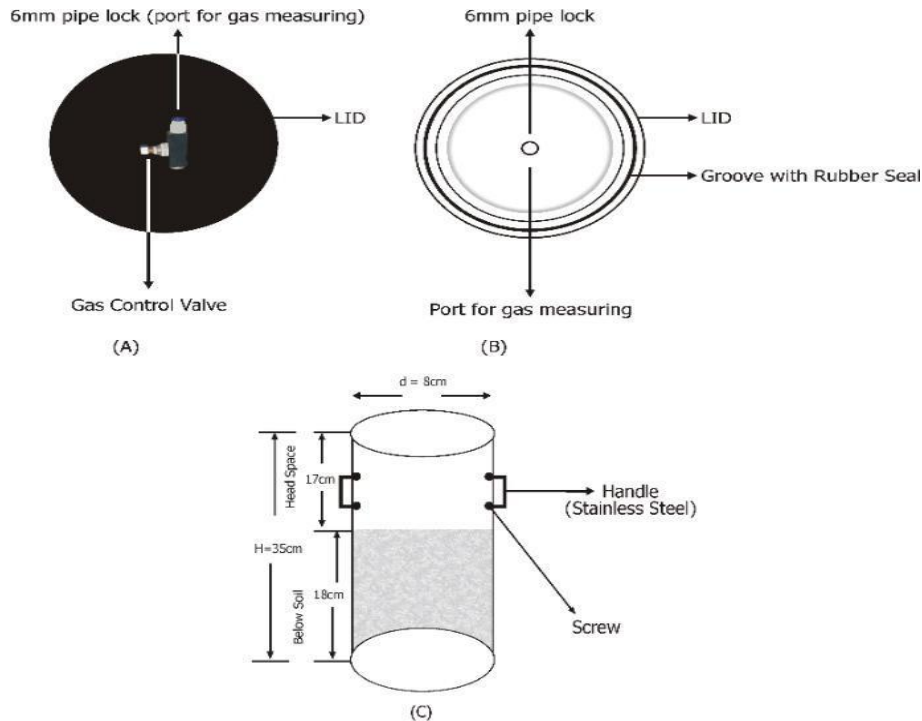 6mm pipe lock (port for gas measuring)
LID
Gas Control Valve
(A)
6mm pipe lock
LID
Groove with Rubber Seal
Port for gas measuring
(B)
d = 8cm
Head Space
17cm
Handle
(Stainless Steel)
H=35cm
Below Soil
18cm
Screw
(C)